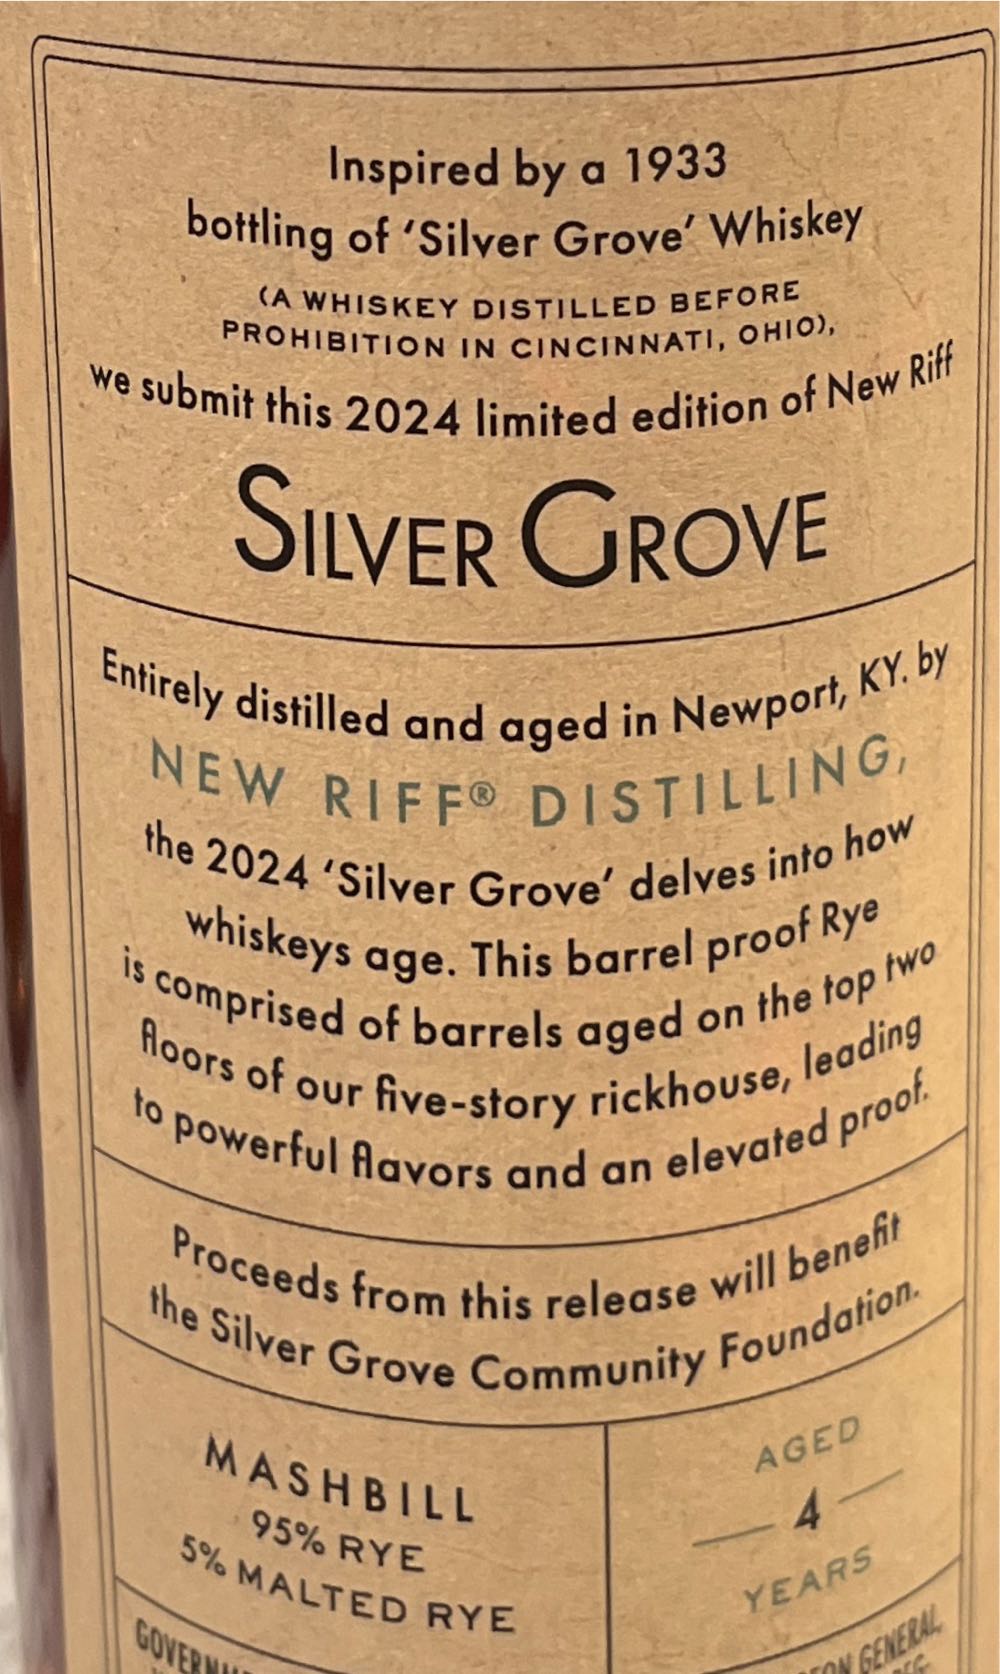 Inspired by a 1933
bottling of ‘Silver Grove’ Whiskey
(A WHISKEY DISTILLED BEFORE
PROHIBITION IN CINCINNATI, OHIO),
we submit this 2024 limited edition of New Riff
SILVER GROVE
Entirely distilled and aged in Newport, KY. by
NEW RIFF® DISTILLING,
the 2024 ‘Silver Grove’ delves into how
whiskeys age. This barrel proof Rye
is comprised of barrels aged on the top two
floors of our five-story rickhouse, leading
to powerful flavors and an elevated proof.
Proceeds from this release will benefit
the Silver Grove Community Foundation.
MASHBILL
95% RYE
5% MALTED RYE
AGED
4
YEARS
GENERAL,